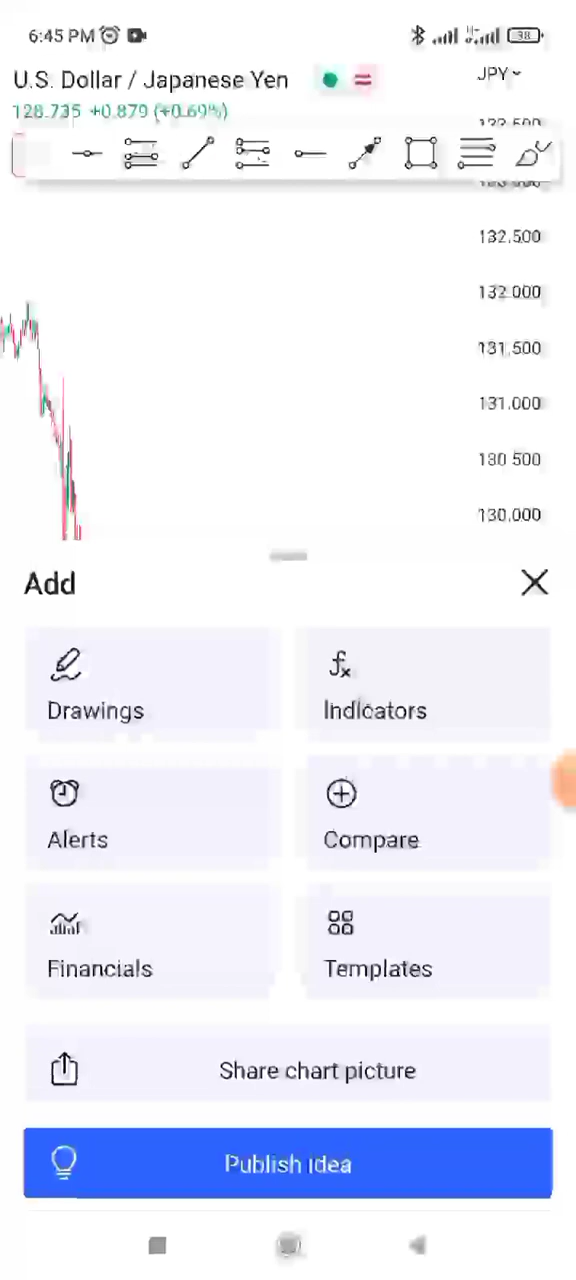 6:45 PM
38
U.S. Dollar / Japanese Yen
JPY
128.735 +0.879 (+0.69%)
132.500
132.000
131.500
131.000
130.500
130.000
Add
Drawings
Indicators
Alerts
Compare
Financials
Templates
Share chart picture
Publish idea